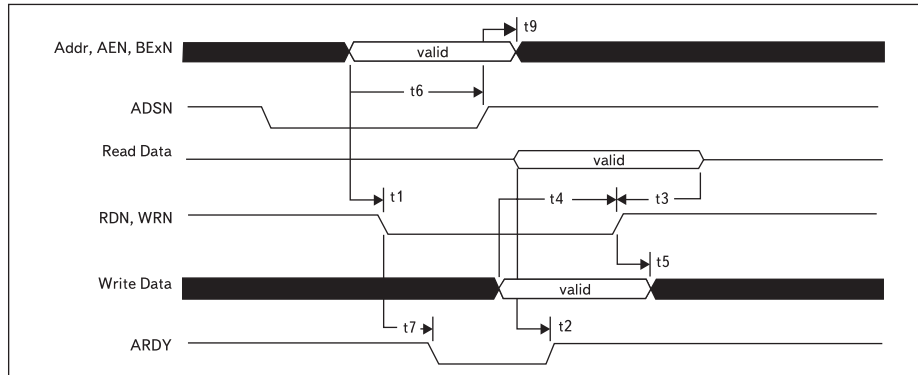 t9
Addr, AEN, BExN valid
t6
ADSN
Read Data valid
t1 t4 t3
RDN, WRN
t5
Write Data valid
t7 t2
ARDY